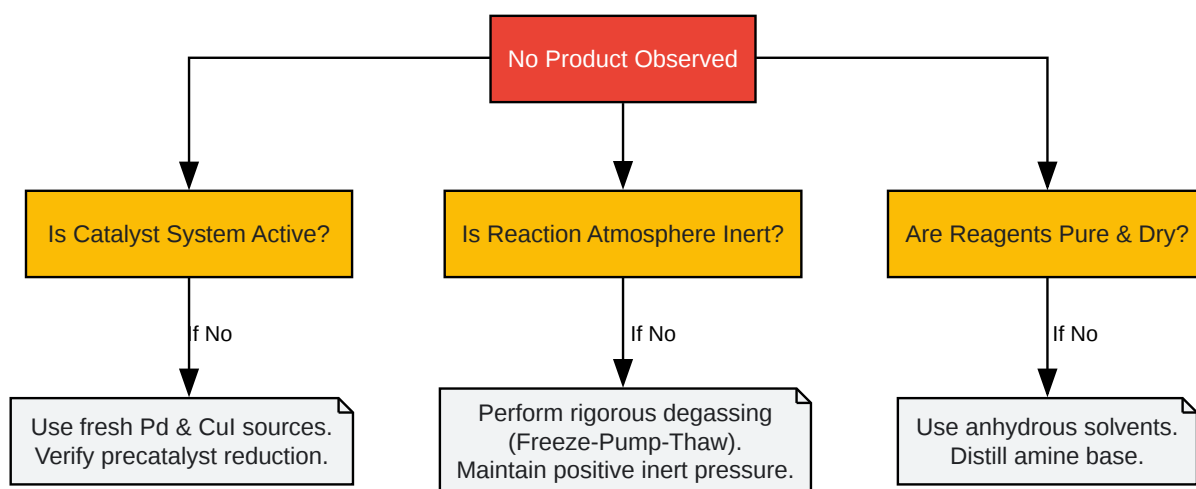 No Product Observed
Is Catalyst System Active?
Is Reaction Atmosphere Inert?
Are Reagents Pure & Dry?
If No
If No
If No
Use fresh Pd & CuI sources.
Verify precatalyst reduction.
Perform rigorous degassing
(Freeze-Pump-Thaw).
Maintain positive inert pressure.
Use anhydrous solvents.
Distill amine base.